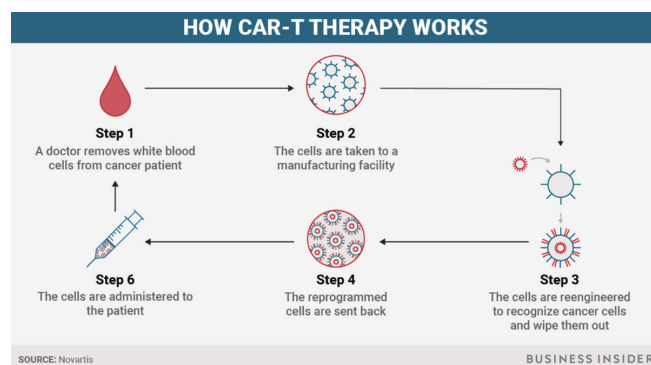 HOW CAR-T THERAPY WORKS
Step 1
A doctor removes white blood
cells from cancer patient
Step 2
The cells are taken to a
manufacturing facility
Step 3
The cells are reengineered
to recognize cancer cells
and wipe them out
Step 4
The reprogrammed
cells are sent back
Step 6
The cells are administered to
the patient
SOURCE: Novartis
BUSINESS INSIDER